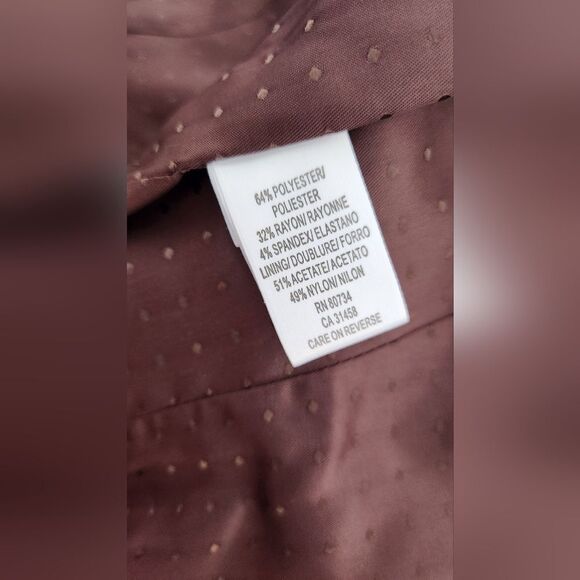 64% POLYESTER/
POLIESTER
32% RAYON/ RAYONNE
4% SPANDEX/ ELASTANO
LINING/ DOUBLURE/ FORRO
51% ACETATE/ ACETATO
49% NYLON/ NILON
RN 80734
CA 31458
CARE ON REVERSE